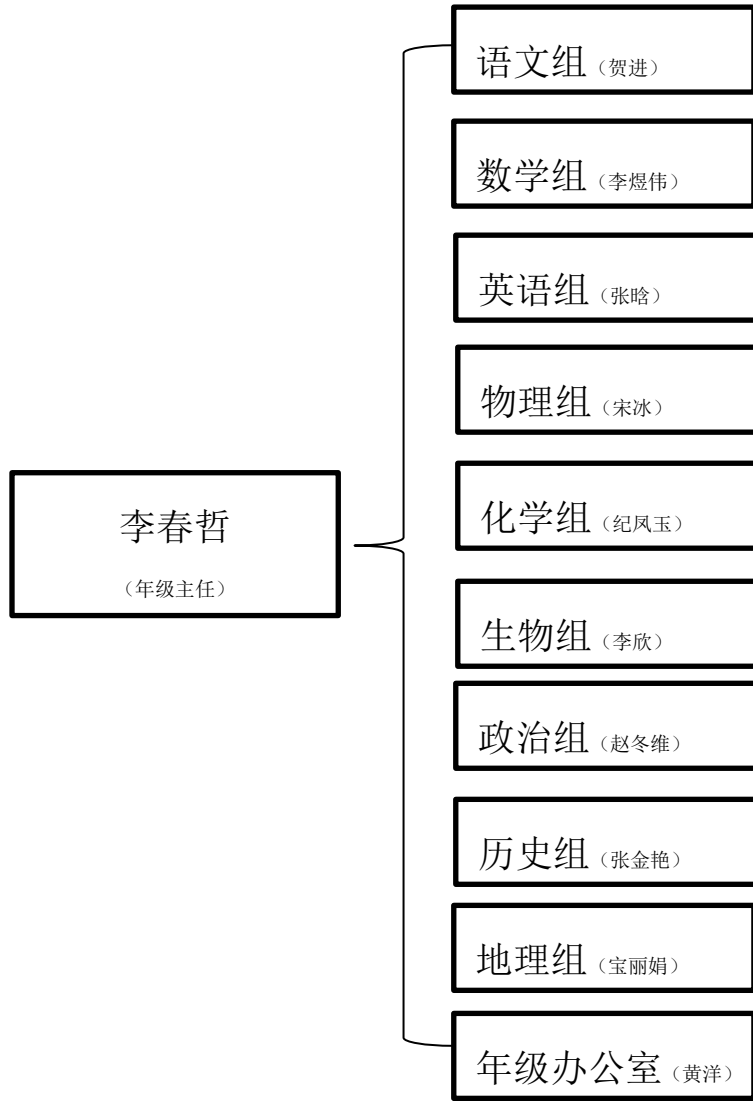 语文组（贺进）
数学组（李煜伟）
英语组（张晗）
物理组（宋冰）
化学组（纪凤玉）
李春哲
（年级主任）
生物组（李欣）
政治组（赵冬维）
历史组（张金艳）
地理组（宝丽娟）
年级办公室（黄洋）